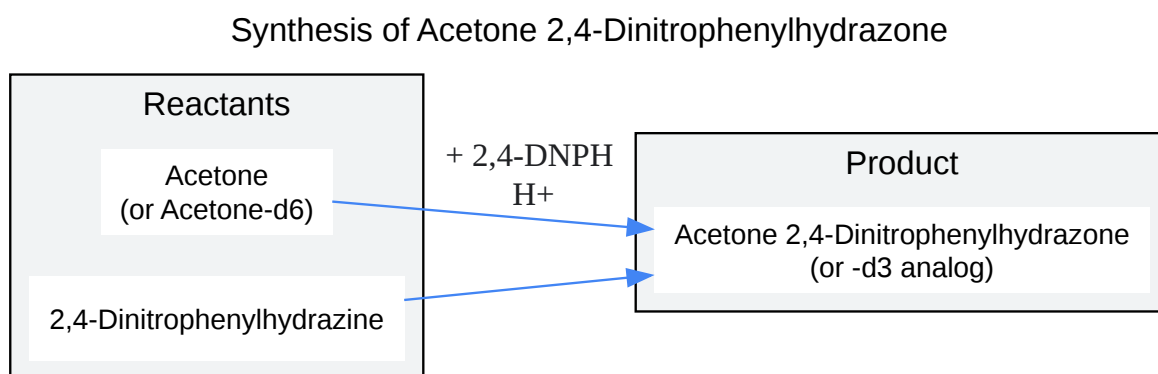 Synthesis of Acetone 2,4-Dinitrophenylhydrazone
Reactants
Acetone
(or Acetone-d6)
2,4-Dinitrophenylhydrazine
+ 2,4-DNPH
H+
Product
Acetone 2,4-Dinitrophenylhydrazone
(or -d3 analog)